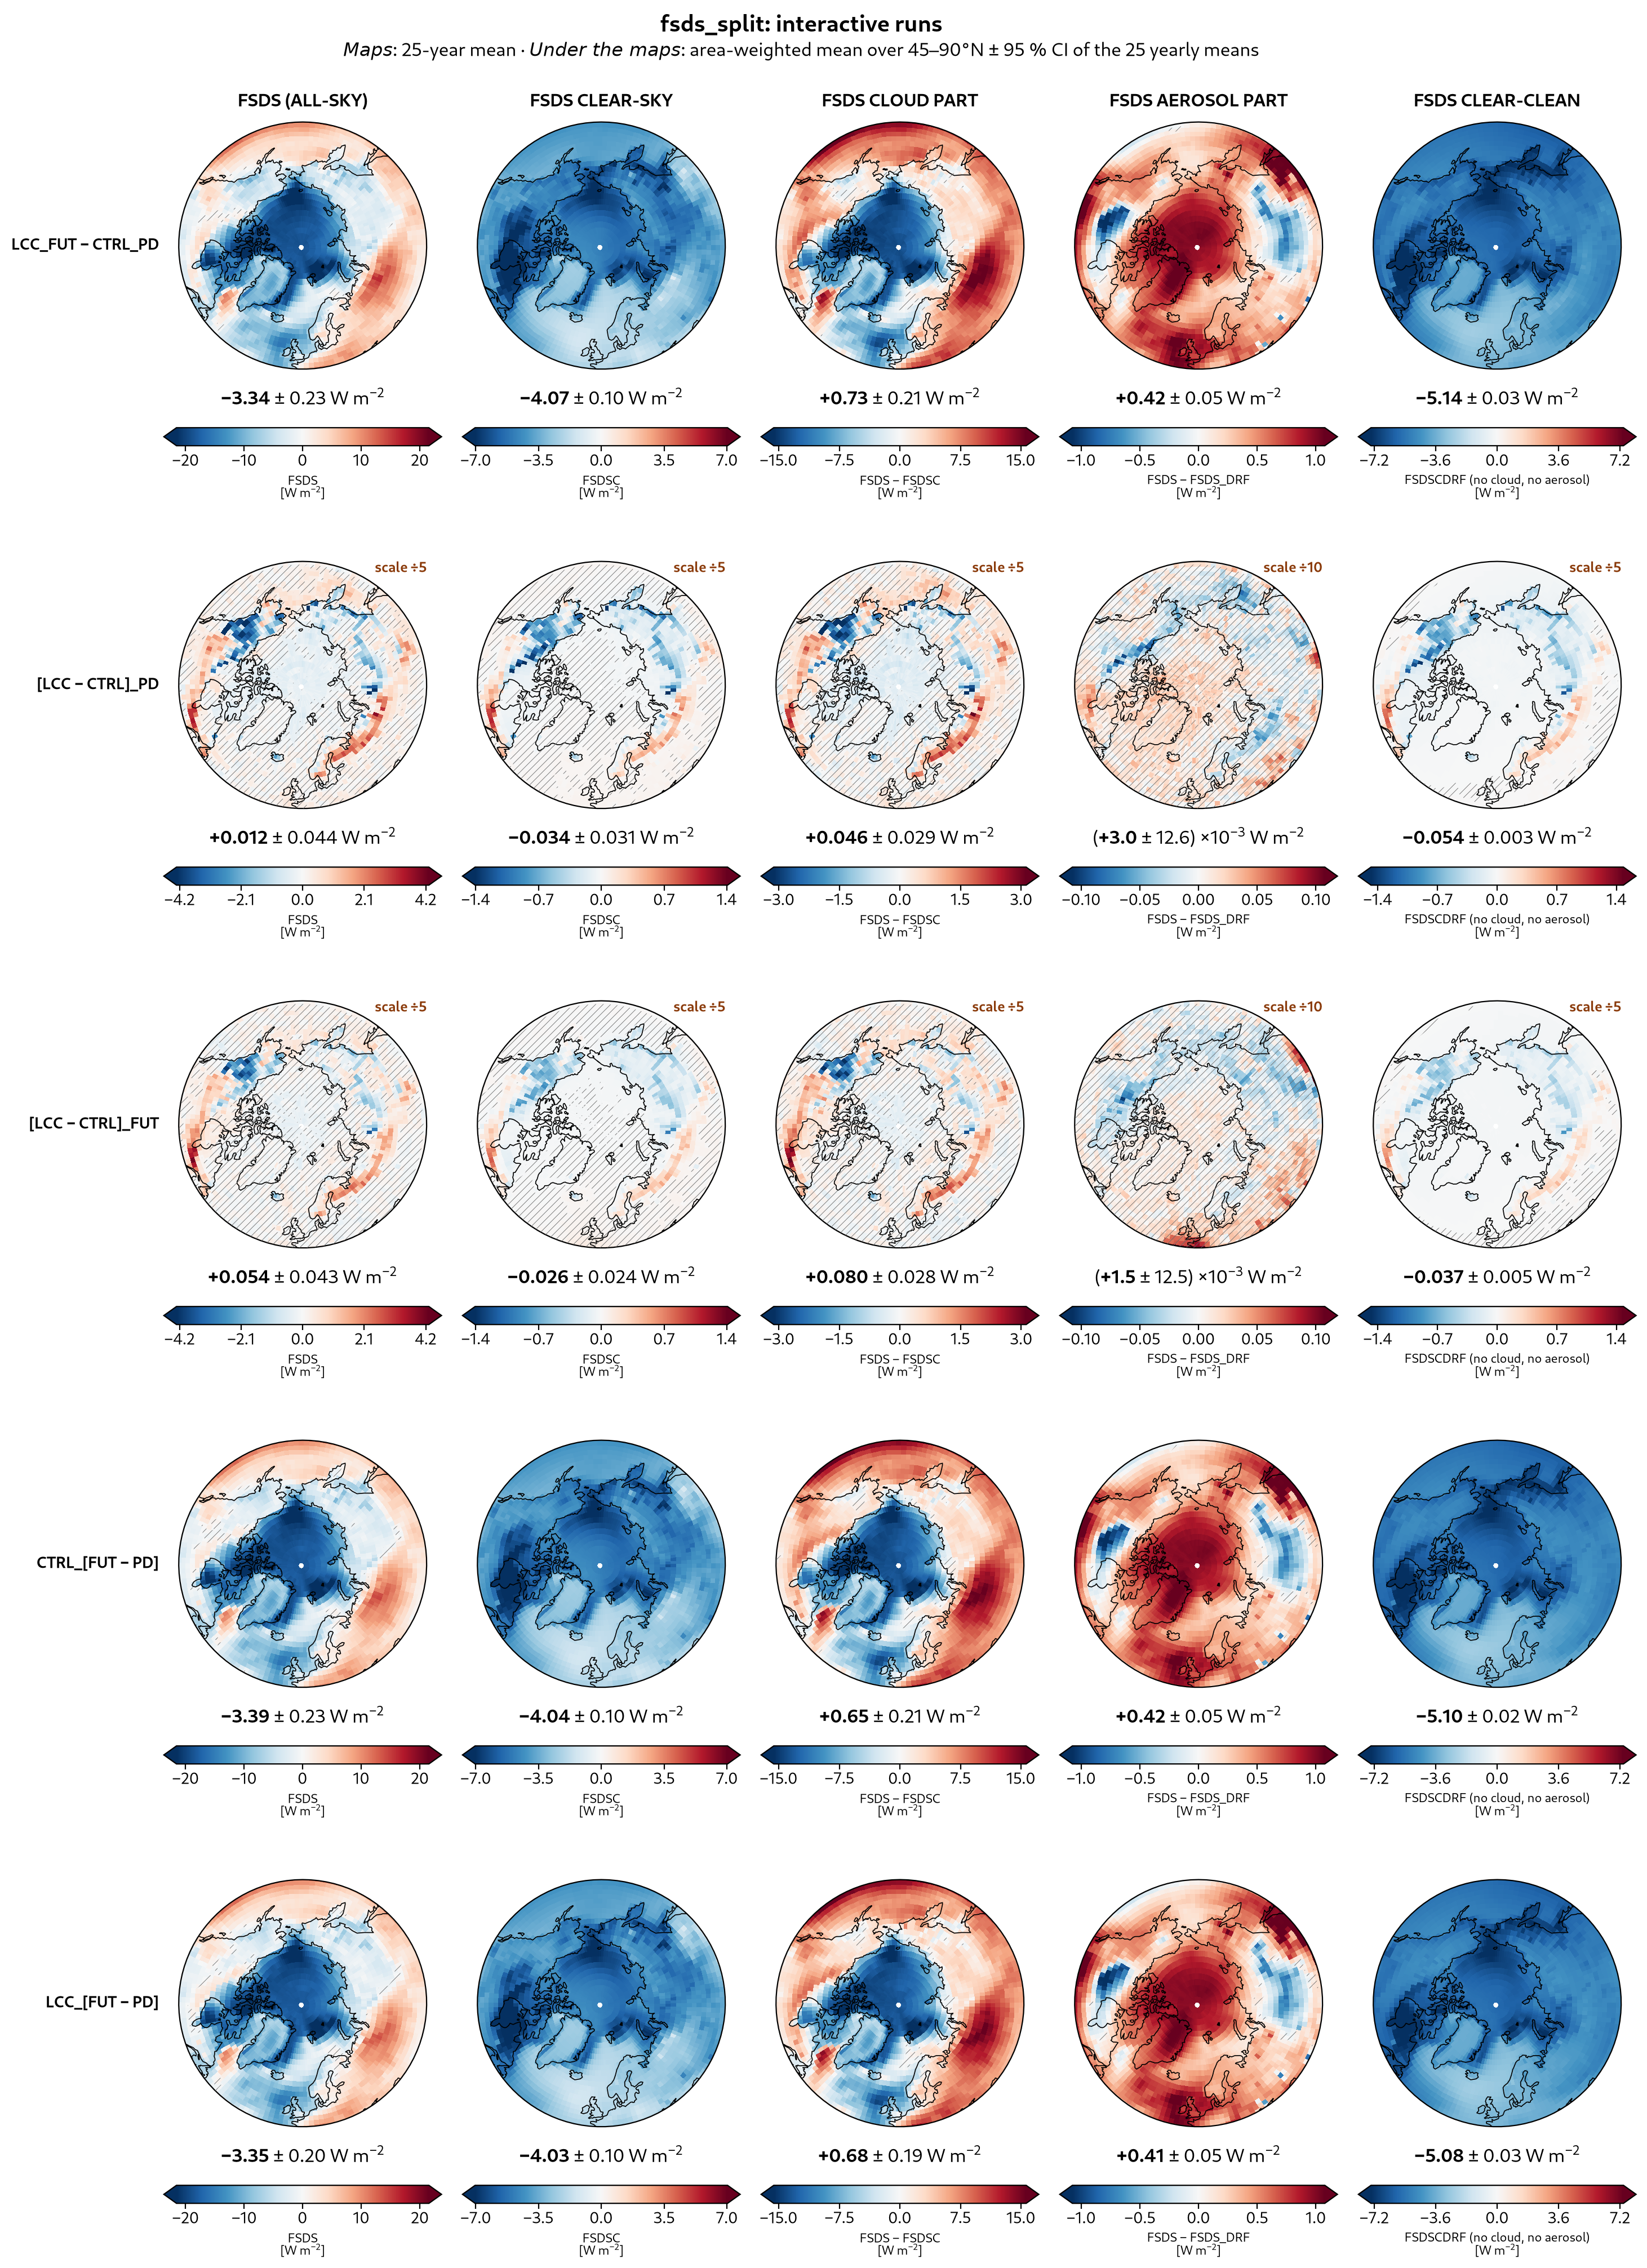 fsds_split: interactive runs
Maps: 25-year mean · Under the maps: area-weighted mean over 45–90°N ± 95 % CI of the 25 yearly means
FSDS (ALL-SKY) FSDS CLEAR-SKY FSDS CLOUD PART FSDS AEROSOL PART FSDS CLEAR-CLEAN
LCC_FUT − CTRL_PD
−3.34 ± 0.23 W m⁻² −4.07 ± 0.10 W m⁻² +0.73 ± 0.21 W m⁻² +0.42 ± 0.05 W m⁻² −5.14 ± 0.03 W m⁻²
−20 −10 0 10 20 −7.0 −3.5 0.0 3.5 7.0 −15.0 −7.5 0.0 7.5 15.0 −1.0 −0.5 0.0 0.5 1.0 −7.2 −3.6 0.0 3.6 7.2
FSDS FSDSC FSDS − FSDSC FSDS − FSDS_DRF FSDSCDRF (no cloud, no aerosol)
[W m⁻²] [W m⁻²] [W m⁻²] [W m⁻²] [W m⁻²]
scale ÷5 scale ÷5 scale ÷5 scale ÷10 scale ÷5
[LCC − CTRL]_PD
+0.012 ± 0.044 W m⁻² −0.034 ± 0.031 W m⁻² +0.046 ± 0.029 W m⁻² (+3.0 ± 12.6) ×10⁻³ W m⁻² −0.054 ± 0.003 W m⁻²
−4.2 −2.1 0.0 2.1 4.2 −1.4 −0.7 0.0 0.7 1.4 −3.0 −1.5 0.0 1.5 3.0 −0.10 −0.05 0.00 0.05 0.10 −1.4 −0.7 0.0 0.7 1.4
FSDS FSDSC FSDS − FSDSC FSDS − FSDS_DRF FSDSCDRF (no cloud, no aerosol)
[W m⁻²] [W m⁻²] [W m⁻²] [W m⁻²] [W m⁻²]
scale ÷5 scale ÷5 scale ÷5 scale ÷10 scale ÷5
[LCC − CTRL]_FUT
+0.054 ± 0.043 W m⁻² −0.026 ± 0.024 W m⁻² +0.080 ± 0.028 W m⁻² (+1.5 ± 12.5) ×10⁻³ W m⁻² −0.037 ± 0.005 W m⁻²
−4.2 −2.1 0.0 2.1 4.2 −1.4 −0.7 0.0 0.7 1.4 −3.0 −1.5 0.0 1.5 3.0 −0.10 −0.05 0.00 0.05 0.10 −1.4 −0.7 0.0 0.7 1.4
FSDS FSDSC FSDS − FSDSC FSDS − FSDS_DRF FSDSCDRF (no cloud, no aerosol)
[W m⁻²] [W m⁻²] [W m⁻²] [W m⁻²] [W m⁻²]
CTRL_[FUT − PD]
−3.39 ± 0.23 W m⁻² −4.04 ± 0.10 W m⁻² +0.65 ± 0.21 W m⁻² +0.42 ± 0.05 W m⁻² −5.10 ± 0.02 W m⁻²
−20 −10 0 10 20 −7.0 −3.5 0.0 3.5 7.0 −15.0 −7.5 0.0 7.5 15.0 −1.0 −0.5 0.0 0.5 1.0 −7.2 −3.6 0.0 3.6 7.2
FSDS FSDSC FSDS − FSDSC FSDS − FSDS_DRF FSDSCDRF (no cloud, no aerosol)
[W m⁻²] [W m⁻²] [W m⁻²] [W m⁻²] [W m⁻²]
LCC_[FUT − PD]
−3.35 ± 0.20 W m⁻² −4.03 ± 0.10 W m⁻² +0.68 ± 0.19 W m⁻² +0.41 ± 0.05 W m⁻² −5.08 ± 0.03 W m⁻²
−20 −10 0 10 20 −7.0 −3.5 0.0 3.5 7.0 −15.0 −7.5 0.0 7.5 15.0 −1.0 −0.5 0.0 0.5 1.0 −7.2 −3.6 0.0 3.6 7.2
FSDS FSDSC FSDS − FSDSC FSDS − FSDS_DRF FSDSCDRF (no cloud, no aerosol)
[W m⁻²] [W m⁻²] [W m⁻²] [W m⁻²] [W m⁻²]